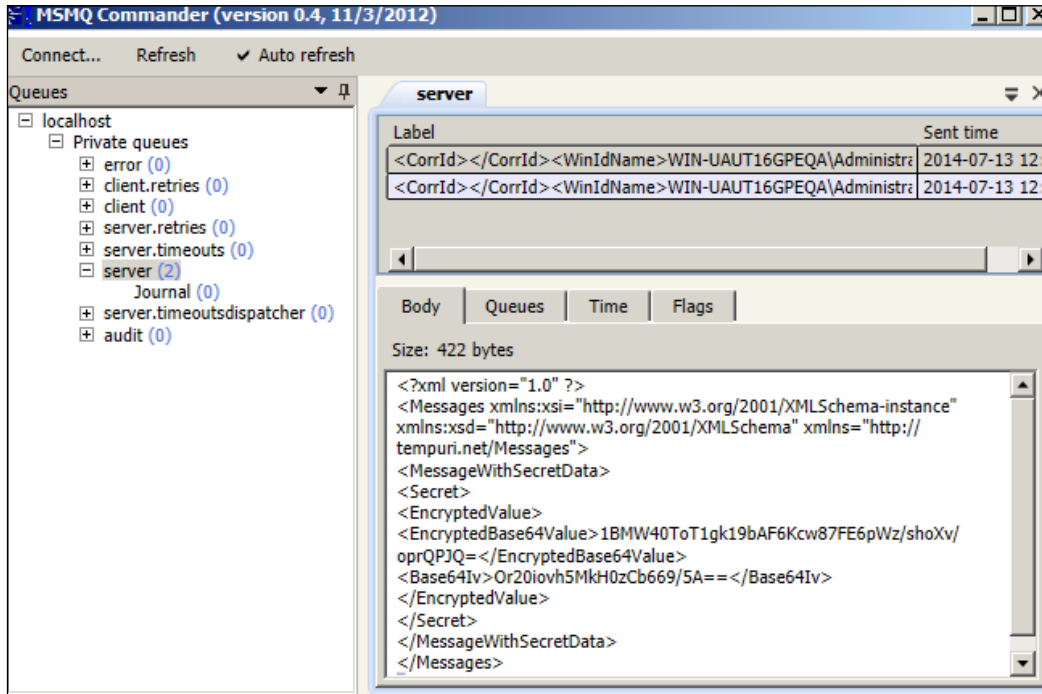 MSMQ Commander (version 0.4, 11/3/2012)
Connect... Refresh Auto refresh
Queues
localhost
Private queues
error (0)
client.retries (0)
client (0)
server.retries (0)
server.timeouts (0)
server (2)
Journal (0)
server.timeoutsdispatcher (0)
audit (0)
server
Label Sent time
<CorrId></CorrId><WinIdName>WIN-UAUT16GPEQA\Administra 2014-07-13 12:
<CorrId></CorrId><WinIdName>WIN-UAUT16GPEQA\Administra 2014-07-13 12:
Body Queues Time Flags
Size: 422 bytes
<?xml version="1.0" ?>
<Messages xmlns:xsi="http://www.w3.org/2001/XMLSchema-instance"
xmlns:xsd="http://www.w3.org/2001/XMLSchema" xmlns="http://
tempuri.net/Messages">
<MessageWithSecretData>
<Secret>
<EncryptedValue>
<EncryptedBase64Value>1BMW40ToT1gk19bAF6Kcw87FE6pWz/shoXv/
oprQPJQ=</EncryptedBase64Value>
<Base64Iv>Or20iovh5MkH0zCb669/5A==</Base64Iv>
</EncryptedValue>
</Secret>
</MessageWithSecretData>
</Messages>